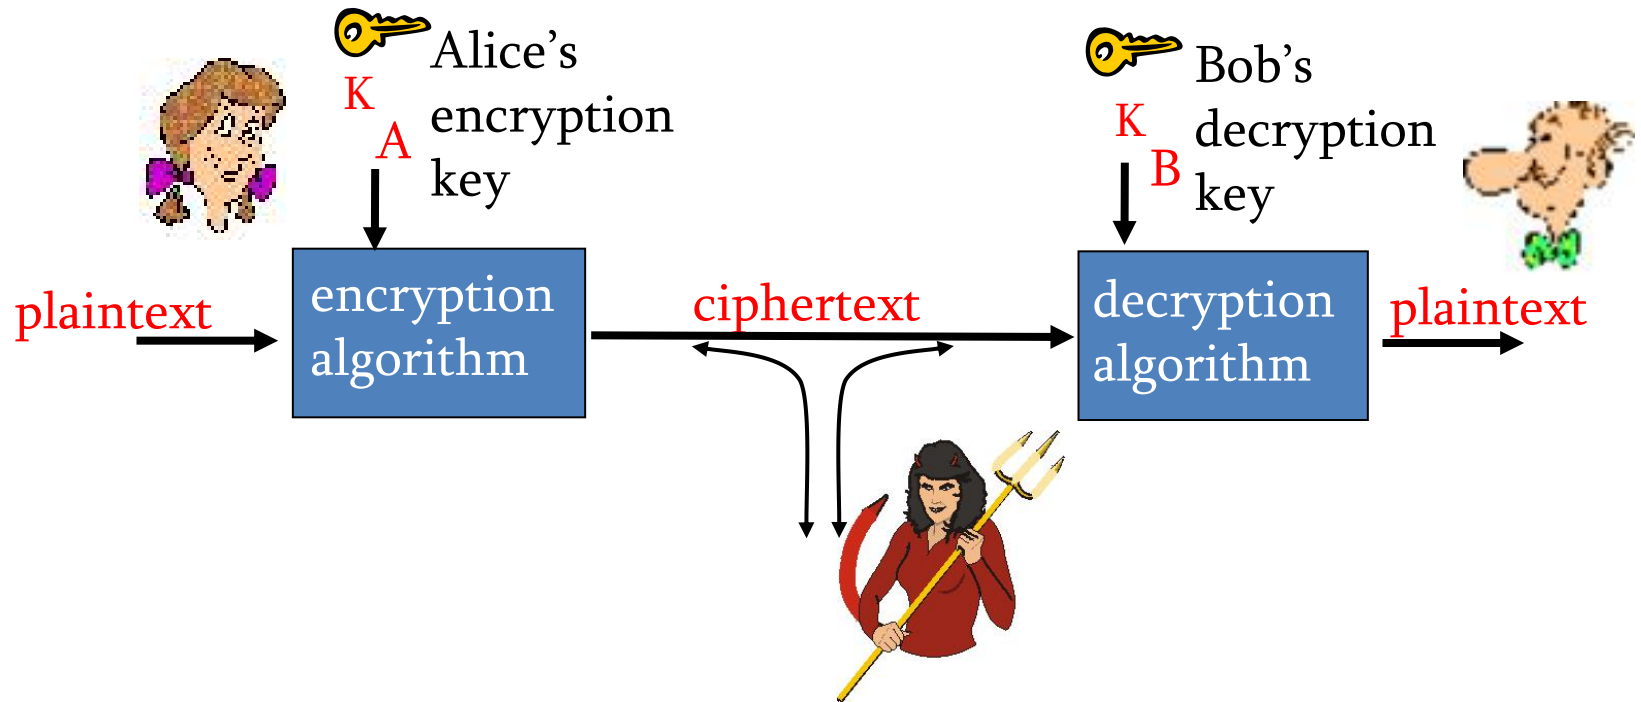 Alice’s
encryption
key
K
A
Bob’s
decryption
key
K
B
plaintext
encryption
algorithm
ciphertext
decryption
algorithm
plaintext